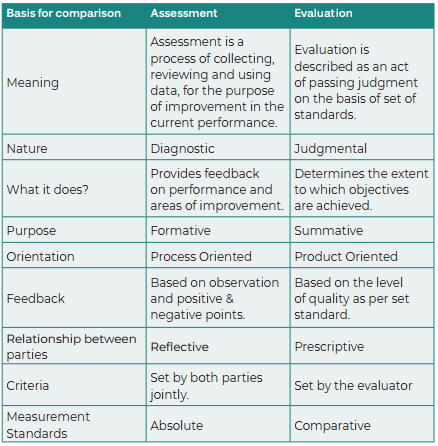 Basis for comparison Assessment Evaluation
Meaning
Assessment is a
process of collecting,
reviewing and using
data, for the purpose
of improvement in the
current performance.
Evaluation is
described as an act
of passing judgment
on the basis of set of
standards.
Nature Diagnostic Judgmental
What it does?
Provides feedback
on performance and
areas of improvement.
Determines the extent
to which objectives
are achieved.
Purpose Formative Summative
Orientation Process Oriented Product Oriented
Feedback
Based on observation
and positive &
negative points.
Based on the level
of quality as per set
standard.
Relationship between
parties
Reflective
Prescriptive
Criteria
Set by both parties
jointly.
Set by the evaluator
Measurement
Standards
Absolute
Comparative